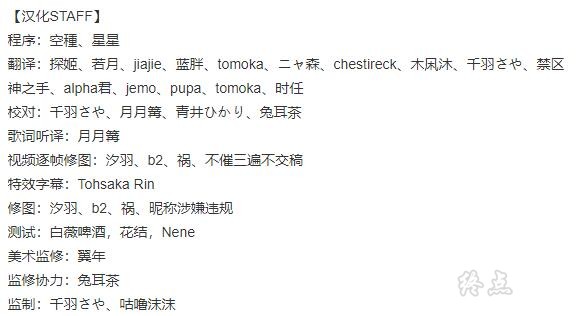 【汉化STAFF】
程序：空種、星星
翻译：探姬、若月、jiajie、蓝胖、tomoka、ニャ森、chestireck、木凩沐、千羽さや、禁区
神之手、alpha君、jemo、pupa、tomoka、时任
校对：千羽さや、月月篝、青井ひかり、兔耳茶
歌词听译：月月篝
视频逐帧修图：汐羽、b2、祸、不催三遍不交稿
特效字幕：Tohsaka Rin
修图：汐羽、b2、祸、昵称涉嫌违规
测试：白薇啤酒，花结，Nene
美术监修：翼年
监修协力：兔耳茶
监制：千羽さや、咕噜沫沫
终点